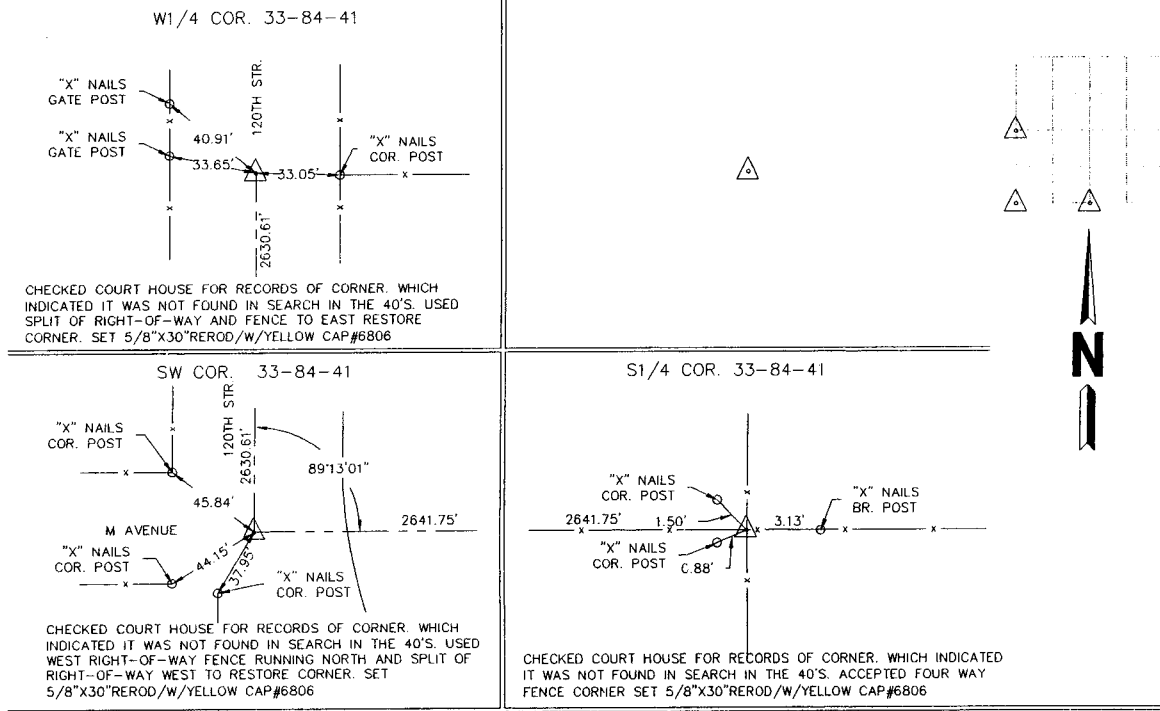 W1/4 COR. 33-84-41
"X" NAILS
GATE POST
"X" NAILS
GATE POST
40.91'
33.65'
120TH STR.
33.05'
"X" NAILS
COR. POST
2630.61'
CHECKED COURT HOUSE FOR RECORDS OF CORNER. WHICH
INDICATED IT WAS NOT FOUND IN SEARCH IN THE 40'S. USED
SPLIT OF RIGHT-OF-WAY AND FENCE TO EAST RESTORE
CORNER. SET 5/8"X30"REROD/W/YELLOW CAP#6806
N
SW COR. 33-84-41
120TH STR.
2630.61'
"X" NAILS
COR. POST
89°13'01"
45.84'
M AVENUE
2641.75'
"X" NAILS
COR. POST
44.15'
37.95'
"X" NAILS
COR. POST
CHECKED COURT HOUSE FOR RECORDS OF CORNER. WHICH
INDICATED IT WAS NOT FOUND IN SEARCH IN THE 40'S. USED
WEST RIGHT-OF-WAY FENCE RUNNING NORTH AND SPLIT OF
RIGHT-OF-WAY WEST TO RESTORE CORNER. SET
5/8"X30"REROD/W/YELLOW CAP#6806
S1/4 COR. 33-84-41
"X" NAILS
COR. POST
"X" NAILS
BR. POST
2641.75'
1.50'
3.13'
"X" NAILS
COR. POST
0.88'
CHECKED COURT HOUSE FOR RECORDS OF CORNER. WHICH INDICATED
IT WAS NOT FOUND IN SEARCH IN THE 40'S. ACCEPTED FOUR WAY
FENCE CORNER SET 5/8"X30"REROD/W/YELLOW CAP#6806